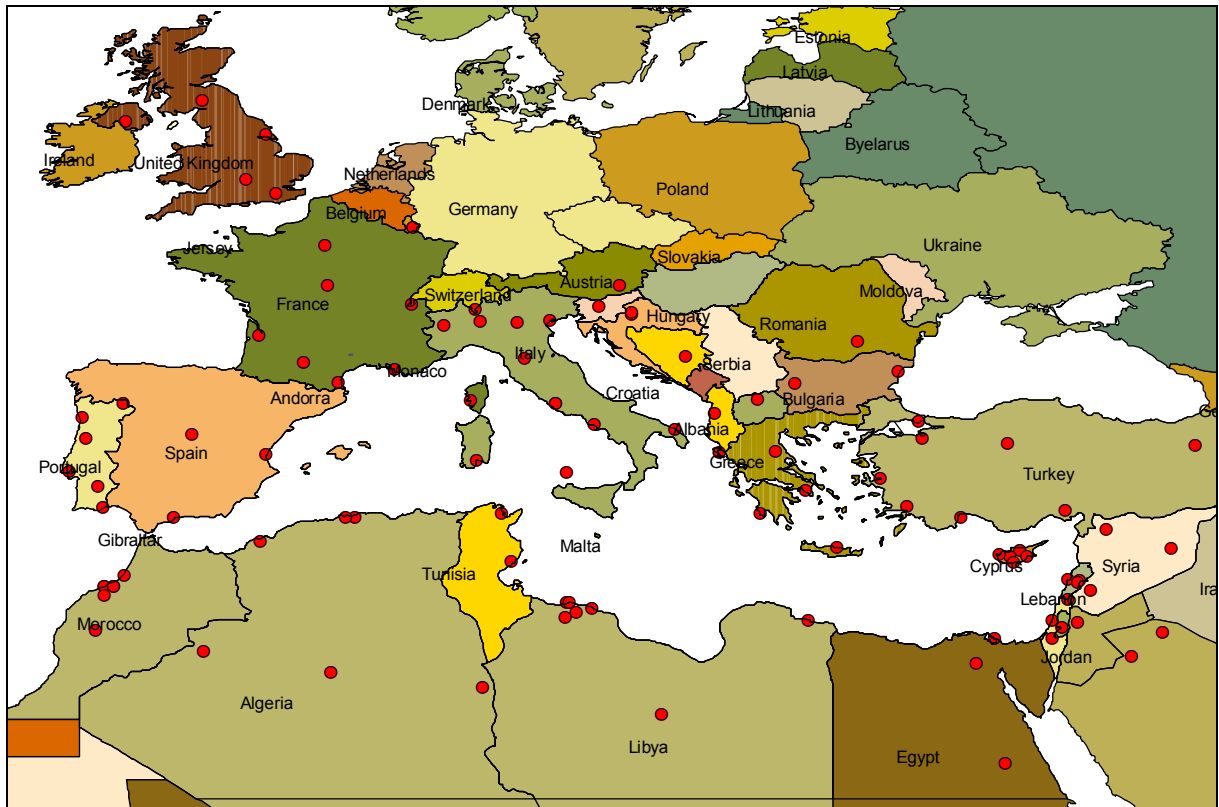 Estonia
Latvia
Denmark
Lithuania
Byelarus
Ireland
United Kingdom
Netherlands
Poland
Belgium
Germany
Jersey
Ukraine
Slovakia
Austria
Moldova
Switzerland
France
Hungary
Romania
Italy
Serbia
Monaco
Croatia
Andorra
Bulgaria
Ge
Albania
Spain
Greece
Portugal
Turkey
Gibraltar
Malta
Tunisia
Cyprus
Syria
Ira
Lebanon
Morocco
Jordan
Algeria
Libya
Egypt